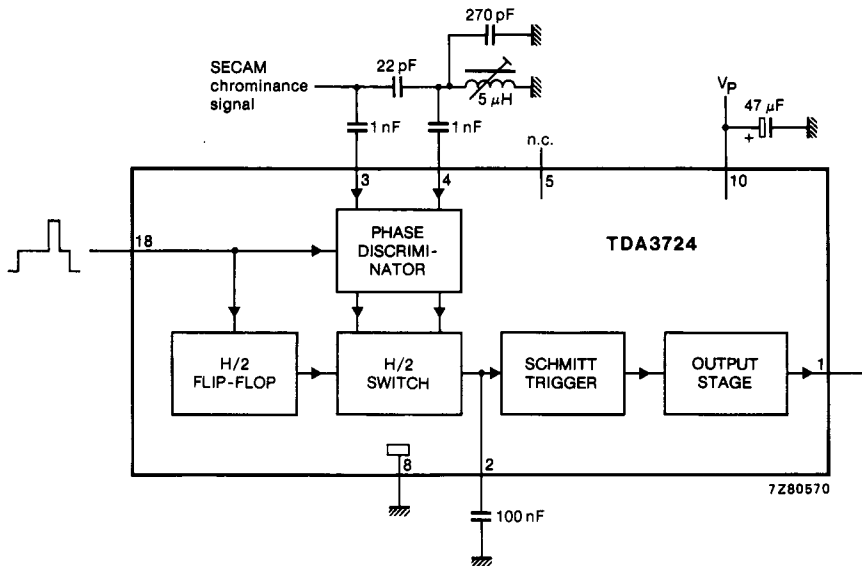 270 pF
SECAM
chrominance
signal
22 pF
5 µH
1 nF
1 nF
VP
47 µF
+
n.c.
3
4
5
10
18
PHASE
DISCRIMI-
NATOR
TDA3724
H/2
FLIP-FLOP
H/2
SWITCH
SCHMITT
TRIGGER
OUTPUT
STAGE
1
8
2
7Z80570
100 nF